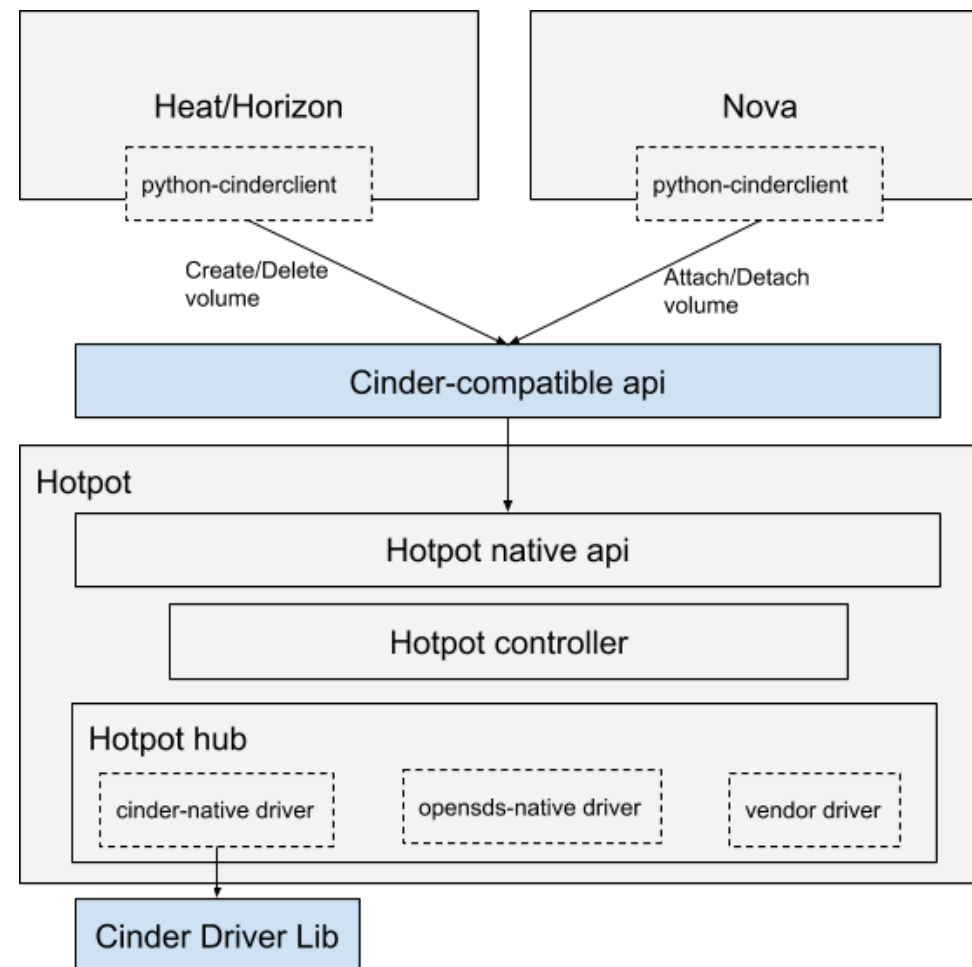 Heat/Horizon
Nova
python-cinderclient
python-cinderclient
Create/Delete
volume
Attach/Detach
volume
Cinder-compatible api
Hotpot
Hotpot native api
Hotpot controller
Hotpot hub
cinder-native driver
opensds-native driver
vendor driver
Cinder Driver Lib